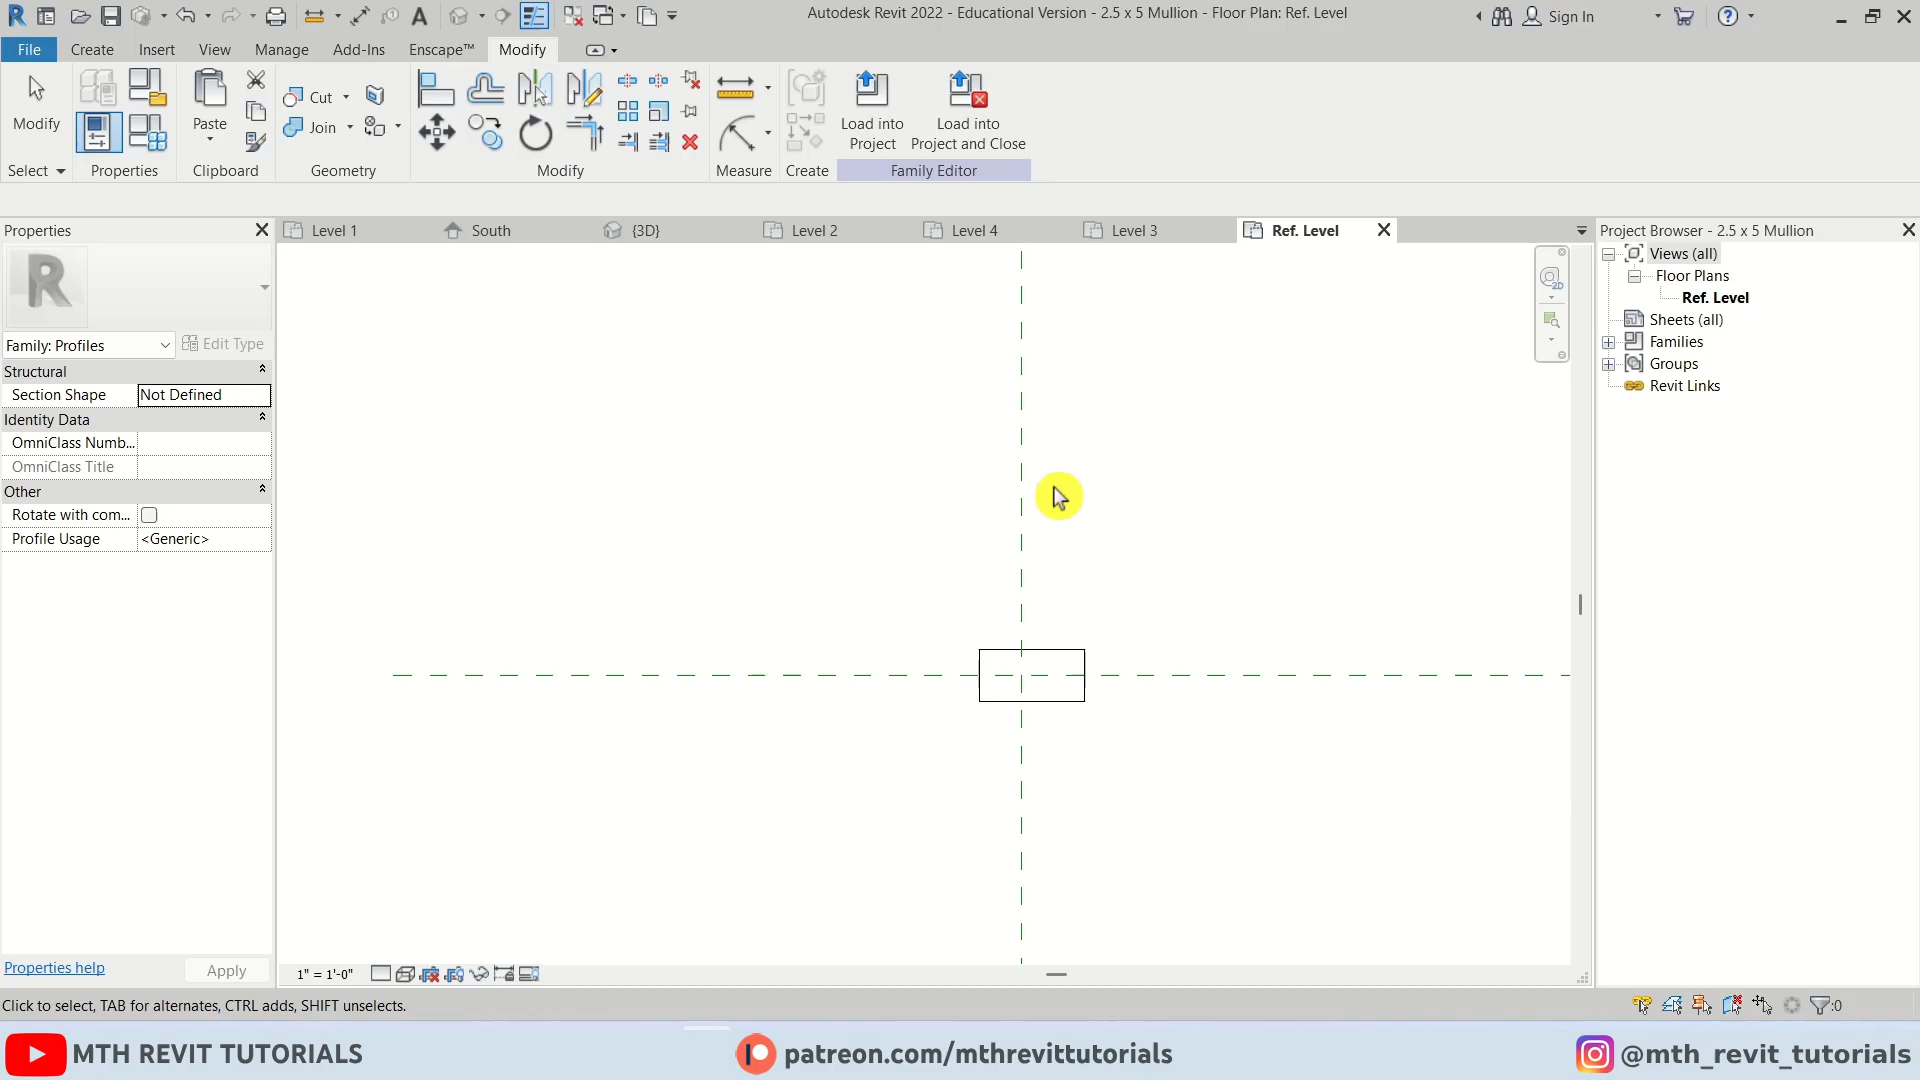 Autodesk Revit 2022 - Educational Version - 2.5 x 5 Mullion - Floor Plan: Ref. Level
Sign In
File Create Insert View Manage Add-Ins Enscape™ Modify
Modify
Paste
Cut
Join
Load into Project
Load into Project and Close
Select Properties Clipboard Geometry Modify Measure Create Family Editor
Properties
Level 1 South {3D} Level 2 Level 4 Level 3 Ref. Level
Project Browser - 2.5 x 5 Mullion
R
Family: Profiles
Edit Type
Structural
Section Shape Not Defined
Identity Data
OmniClass Numb...
OmniClass Title
Other
Rotate with com...
Profile Usage <Generic>
Properties help
Apply
2D
Views (all)
Floor Plans
Ref. Level
Sheets (all)
Families
Groups
Revit Links
1" = 1'-0"
Click to select, TAB for alternates, CTRL adds, SHIFT unselects.
:0
MTH REVIT TUTORIALS
patreon.com/mthrevittutorials
@mth_revit_tutorials